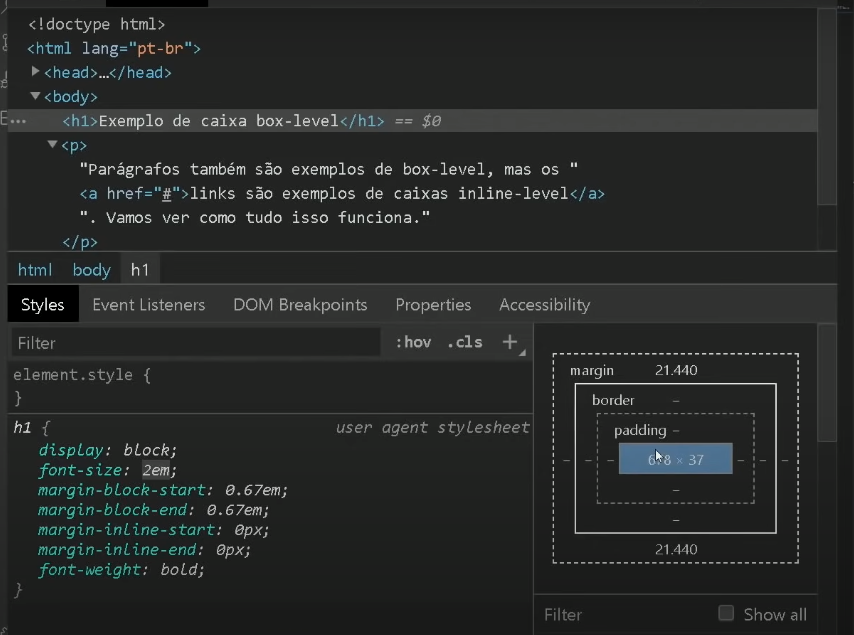 <!doctype html>
<html lang="pt-br">
<head>…</head>
<body>
<h1>Exemplo de caixa box-level</h1> == $0
<p>
"Parágrafos também são exemplos de box-level, mas os "
<a href="#">links são exemplos de caixas inline-level</a>
". Vamos ver como tudo isso funciona."
</p>
html body h1
Styles Event Listeners DOM Breakpoints Properties Accessibility
Filter :hov .cls +
element.style {
}
h1 { user agent stylesheet
display: block;
font-size: 2em;
margin-block-start: 0.67em;
margin-block-end: 0.67em;
margin-inline-start: 0px;
margin-inline-end: 0px;
font-weight: bold;
}
margin 21.440
border –
padding –
– – – × 37 – – –
–
–
21.440
Filter Show all